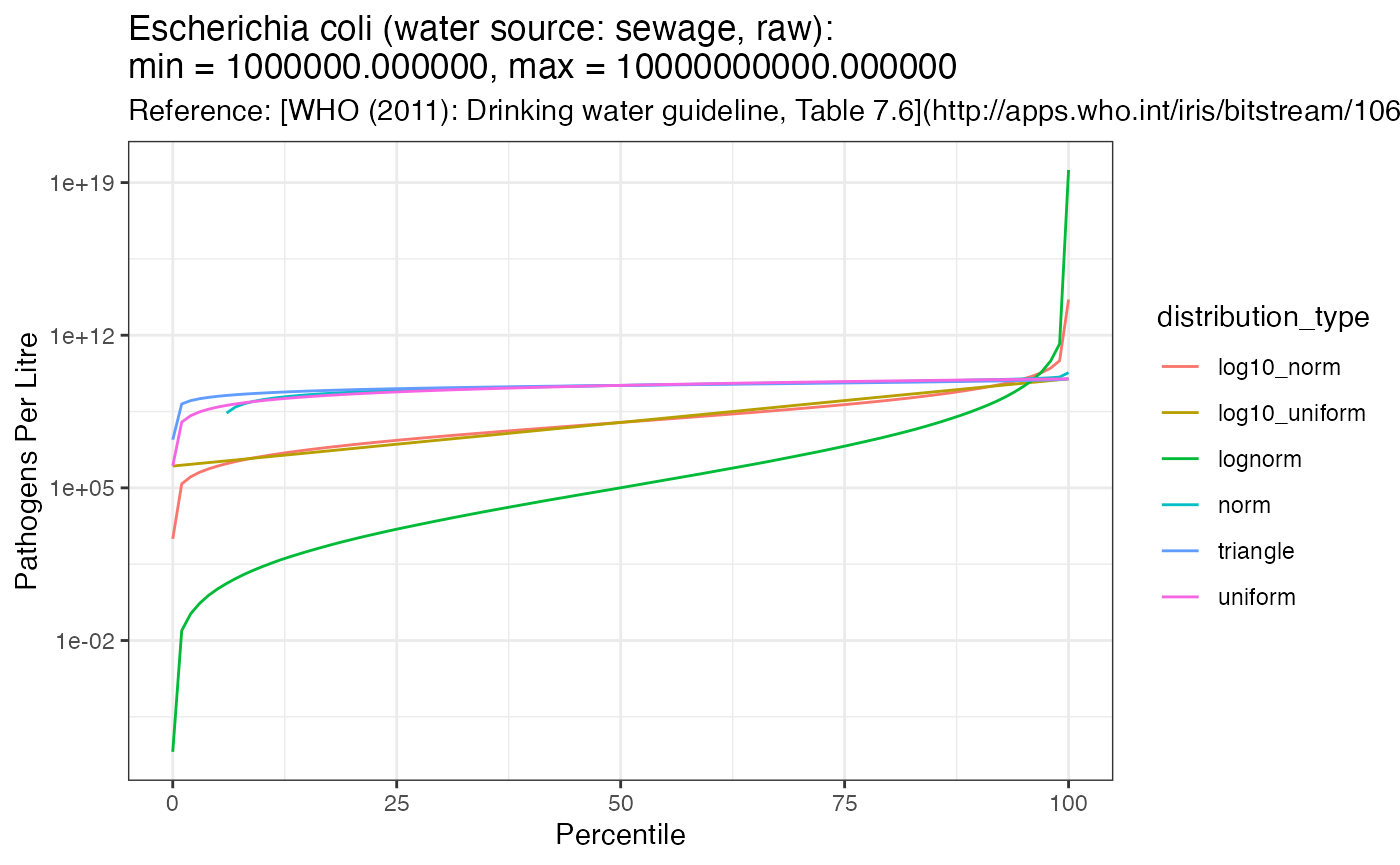 Escherichia coli (water source: sewage, raw):
min = 1000000.000000, max = 10000000000.000000
Reference: [WHO (2011): Drinking water guideline, Table 7.6](http://apps.who.int/iris/bitstream/106
1e+19
1e+12
1e+05
1e-02
Pathogens Per Litre
0 25 50 75 100
Percentile
distribution_type
log10_norm
log10_uniform
lognorm
norm
triangle
uniform